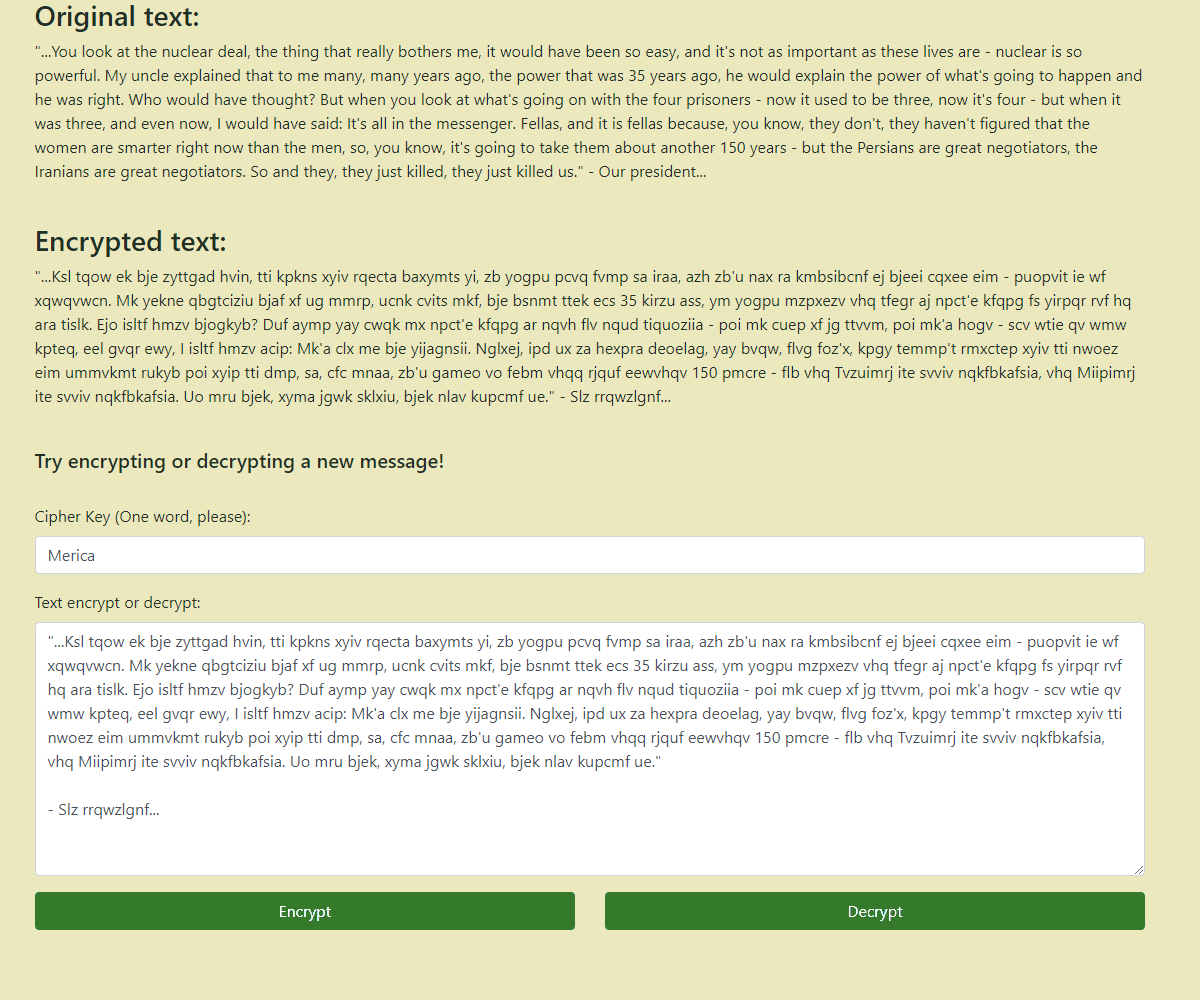 Original text:
"...You look at the nuclear deal, the thing that really bothers me, it would have been so easy, and it's not as important as these lives are - nuclear is so
powerful. My uncle explained that to me many, many years ago, the power that was 35 years ago, he would explain the power of what's going to happen and
he was right. Who would have thought? But when you look at what's going on with the four prisoners - now it used to be three, now it's four - but when it
was three, and even now, I would have said: It's all in the messenger. Fellas, and it is fellas because, you know, they don't, they haven't figured that the
women are smarter right now than the men, so, you know, it's going to take them about another 150 years - but the Persians are great negotiators, the
Iranians are great negotiators. So and they, they just killed, they just killed us." - Our president...
Encrypted text:
"...Ksl tqow ek bje zyttgad hvin, tti kpkns xyiv rqecta baxymts yi, zb yogpu pcvq fvmp sa iraa, azh zb'u nax ra kmbsibcnf ej bjeei cqxee eim - puopvit ie wf
xqwqvwcn. Mk yekne qbgtciziu bjaf xf ug mmrp, ucnk cvits mkf, bje bsnmt ttek ecs 35 kirzu ass, ym yogpu mzpxezv vhq tfegr aj npct'e kfqpg fs yirpqr rvf hq
ara tislk. Ejo isltf hmzv bjogkyb? Duf aymp yay cwqk mx npct'e kfqpg ar nqvh flv nqud tiquoziia - poi mk cuep xf jg ttvvm, poi mk'a hogv - scv wtie qv wmw
kpteq, eel gvqr ewy, I isltf hmzv acip: Mk'a clx me bje yijagnsii. Nglxej, ipd ux za hexpra deoelag, yay bvqw, flvg foz'x, kpgy temmp't rmxctep xyiv tti nwoez
eim ummvkmt rukyb poi xyip tti dmp, sa, cfc mnaa, zb'u gameo vo febm vhqq rjquf eewvhqv 150 pmcre - flb vhq Tvzuimrj ite svviv nqkfbkafsia, vhq Miipimrj
ite svviv nqkfbkafsia. Uo mru bjek, xyma jgwk sklxiu, bjek nlav kupcmf ue." - Slz rrqwzlgnf...
Try encrypting or decrypting a new message!
Cipher Key (One word, please):
Merica
Text encrypt or decrypt:
"...Ksl tqow ek bje zyttgad hvin, tti kpkns xyiv rqecta baxymts yi, zb yogpu pcvq fvmp sa iraa, azh zb'u nax ra kmbsibcnf ej bjeei cqxee eim - puopvit ie wf
xqwqvwcn. Mk yekne qbgtciziu bjaf xf ug mmrp, ucnk cvits mkf, bje bsnmt ttek ecs 35 kirzu ass, ym yogpu mzpxezv vhq tfegr aj npct'e kfqpg fs yirpqr rvf
hq ara tislk. Ejo isltf hmzv bjogkyb? Duf aymp yay cwqk mx npct'e kfqpg ar nqvh flv nqud tiquoziia - poi mk cuep xf jg ttvvm, poi mk'a hogv - scv wtie qv
wmw kpteq, eel gvqr ewy, I isltf hmzv acip: Mk'a clx me bje yijagnsii. Nglxej, ipd ux za hexpra deoelag, yay bvqw, flvg foz'x, kpgy temmp't rmxctep xyiv tti
nwoez eim ummvkmt rukyb poi xyip tti dmp, sa, cfc mnaa, zb'u gameo vo febm vhqq rjquf eewvhqv 150 pmcre - flb vhq Tvzuimrj ite svviv nqkfbkafsia,
vhq Miipimrj ite svviv nqkfbkafsia. Uo mru bjek, xyma jgwk sklxiu, bjek nlav kupcmf ue."
- Slz rrqwzlgnf...
Encrypt
Decrypt